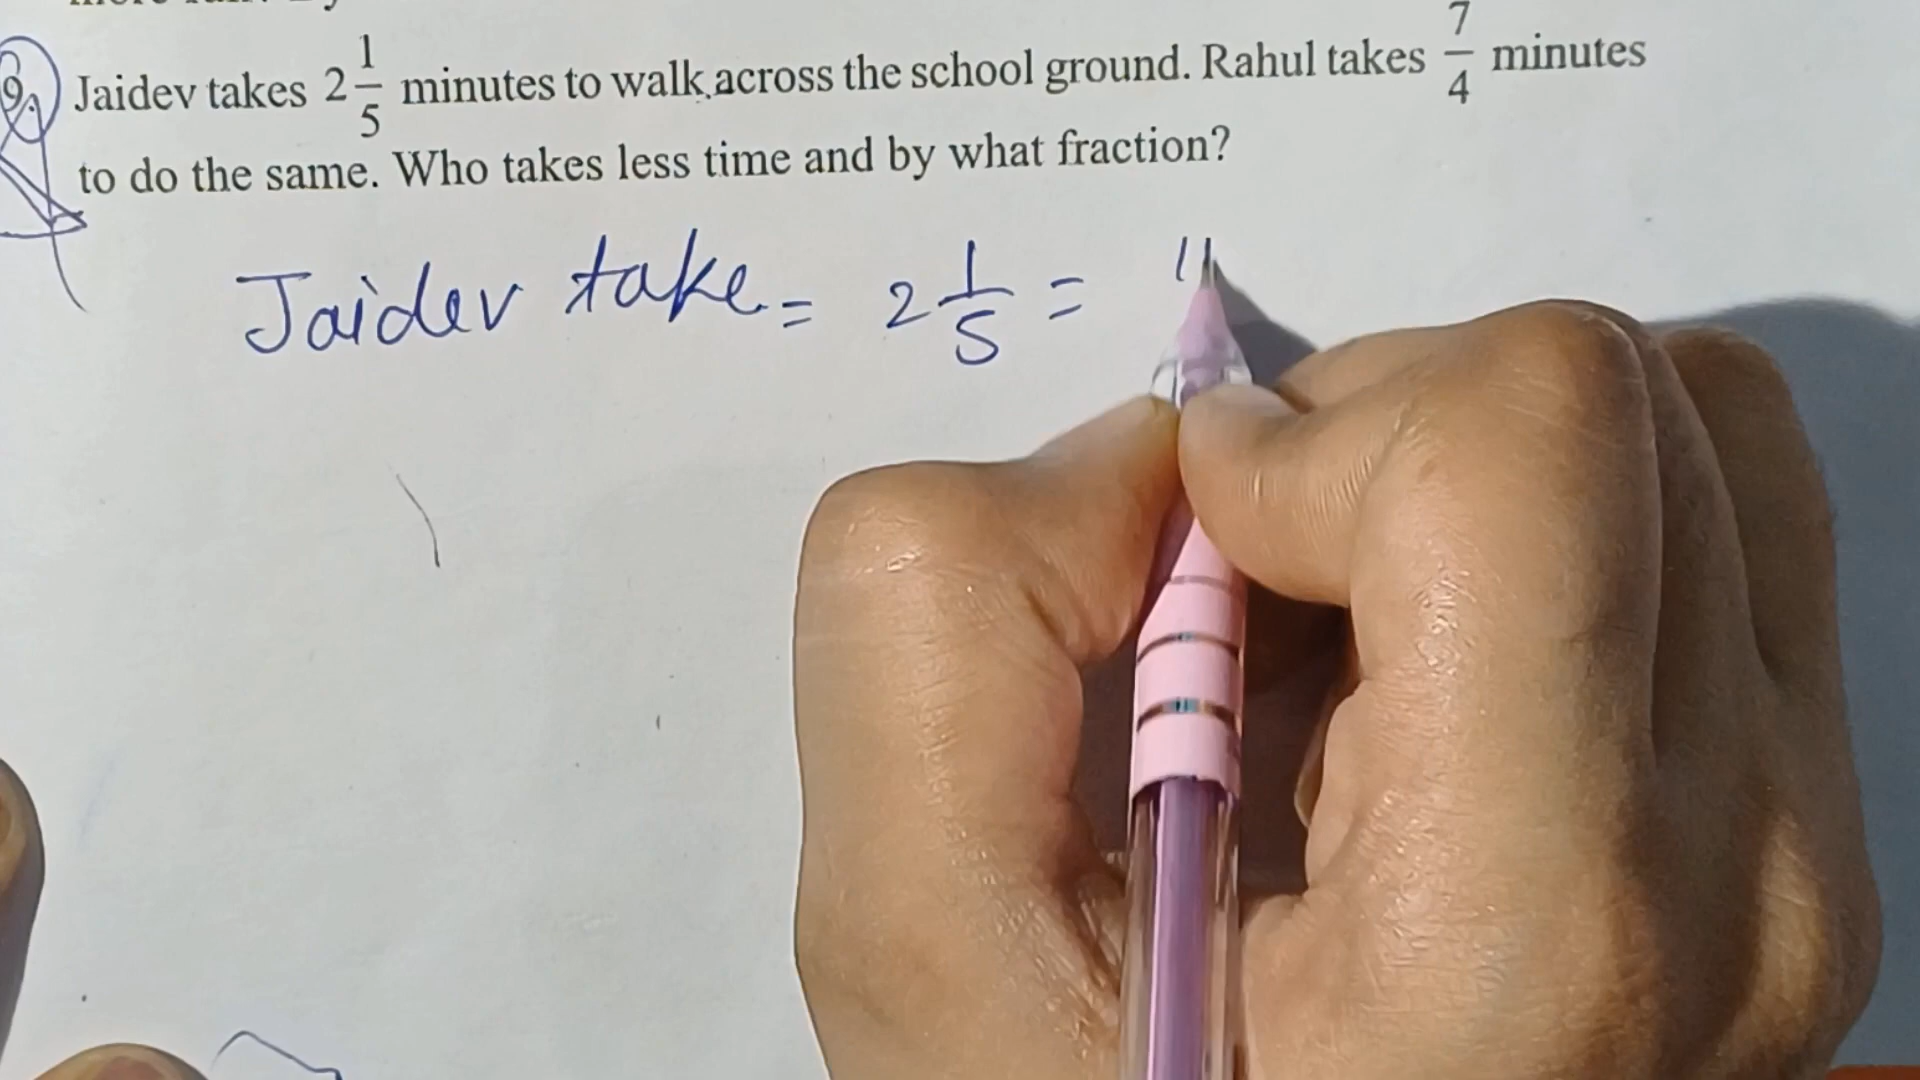 9. Jaidev takes 2 1/5 minutes to walk across the school ground. Rahul takes 7/4 minutes
to do the same. Who takes less time and by what fraction?
Jaidev take = 2 1/5 = 11